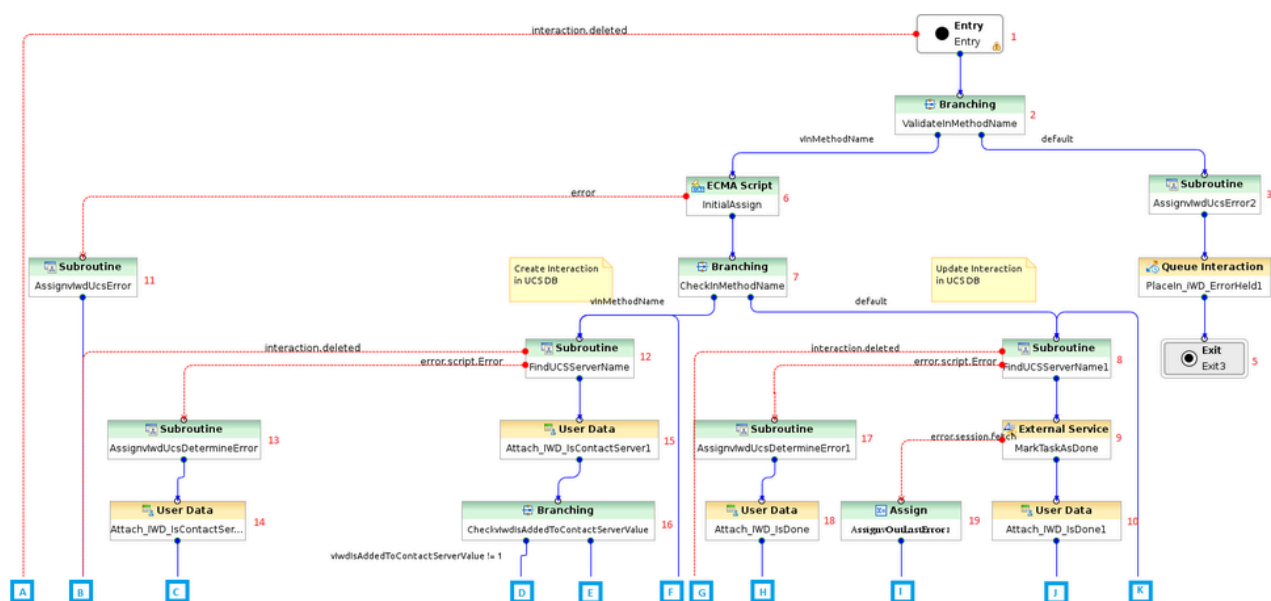 interaction.deleted
Entry
Entry
1
Branching
ValidateInMethodName
2
vInMethodName
default
ECMA Script
InitialAssign
6
error
Subroutine
AssignvIwdUcsError2
3
Subroutine
AssignvIwdUcsError
11
Create Interaction
in UCS DB
Branching
CheckInMethodName
7
Update Interaction
in UCS DB
Queue Interaction
PlaceIn_iWD_ErrorHeld1
vInMethodName
default
interaction.deleted
error.script.Error
Subroutine
FindUCSServerName
12
interaction.deleted
error.script.Error
Subroutine
FindUCSServerName1
8
Exit
Exit3
5
Subroutine
AssignvIwdUcsDetermineError
13
User Data
Attach_IWD_IsContactServer1
15
Subroutine
AssignvIwdUcsDetermineError1
17
error.session.fetch
External Service
MarkTaskAsDone
9
User Data
Attach_IWD_IsContactSer...
14
Branching
CheckvIwdIsAddedToContactServerValue
16
User Data
Attach_IWD_IsDone
18
Assign
19
User Data
Attach_IWD_IsDone1
10
vIwdIsAddedToContactServerValue != 1
A
B
C
D
E
F
G
H
I
J
K